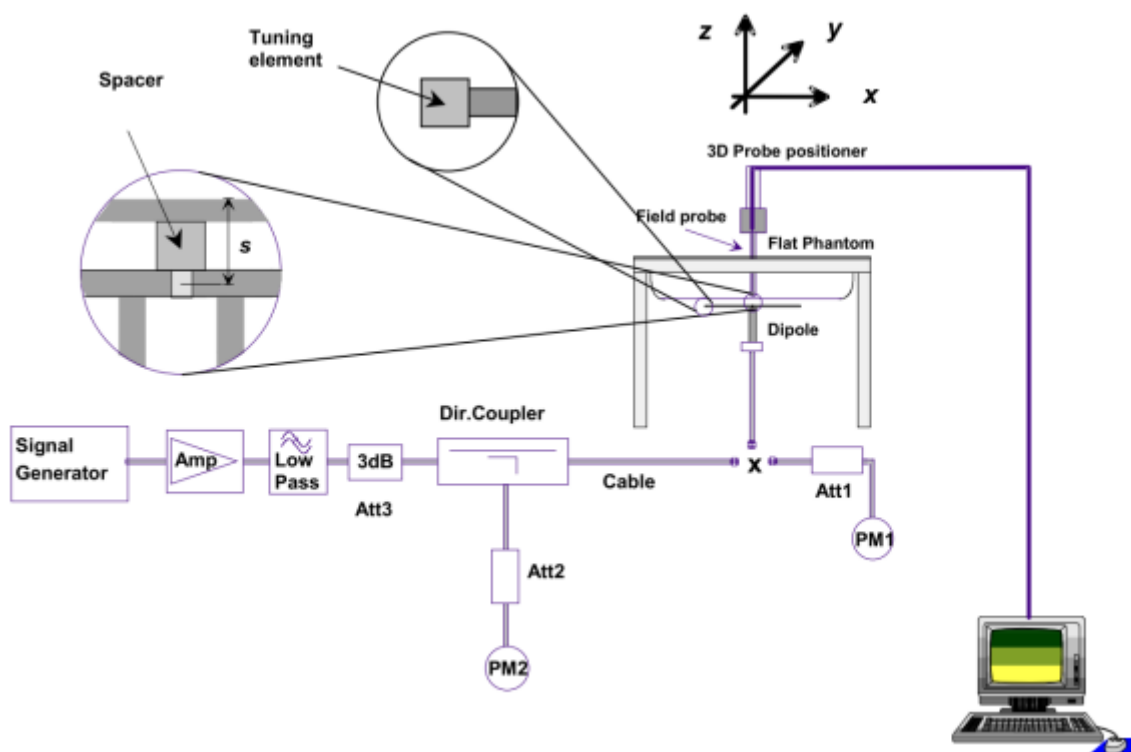 Tuning
element
Spacer
z
y
x
3D Probe positioner
Field probe
Flat Phantom
s
Dipole
Dir.Coupler
Signal
Generator
Amp
Low
Pass
3dB
Att3
Cable
x
Att1
PM1
Att2
PM2